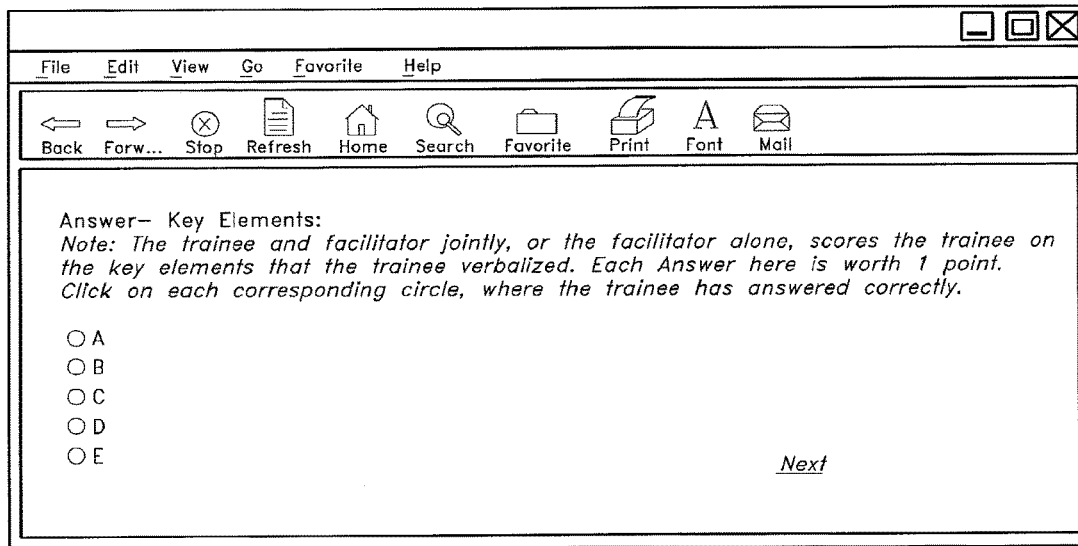 File Edit View Go Favorite Help
Back Forw... Stop Refresh Home Search Favorite Print Font Mail
Answer– Key Elements:
Note: The trainee and facilitator jointly, or the facilitator alone, scores the trainee on
the key elements that the trainee verbalized. Each Answer here is worth 1 point.
Click on each corresponding circle, where the trainee has answered correctly.
A
B
C
D
E
Next